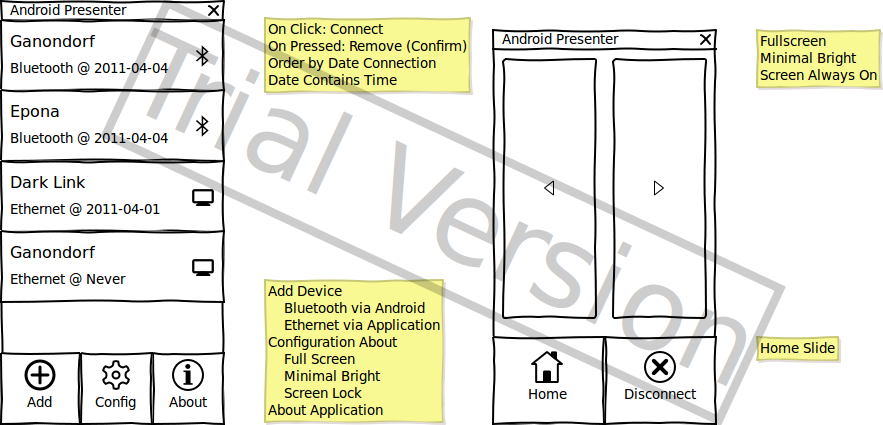 Android Presenter
Ganondorf
Bluetooth @ 2011-04-04
Epona
Bluetooth @ 2011-04-04
Dark Link
Ethernet @ 2011-04-01
Ganondorf
Ethernet @ Never
Add
Config
About
On Click: Connect
On Pressed: Remove (Confirm)
Order by Date Connection
Date Contains Time
Add Device
Bluetooth via Android
Ethernet via Application
Configuration About
Full Screen
Minimal Bright
Screen Lock
About Application
Android Presenter
Home
Disconnect
Fullscreen
Minimal Bright
Screen Always On
Home Slide
Trial Version